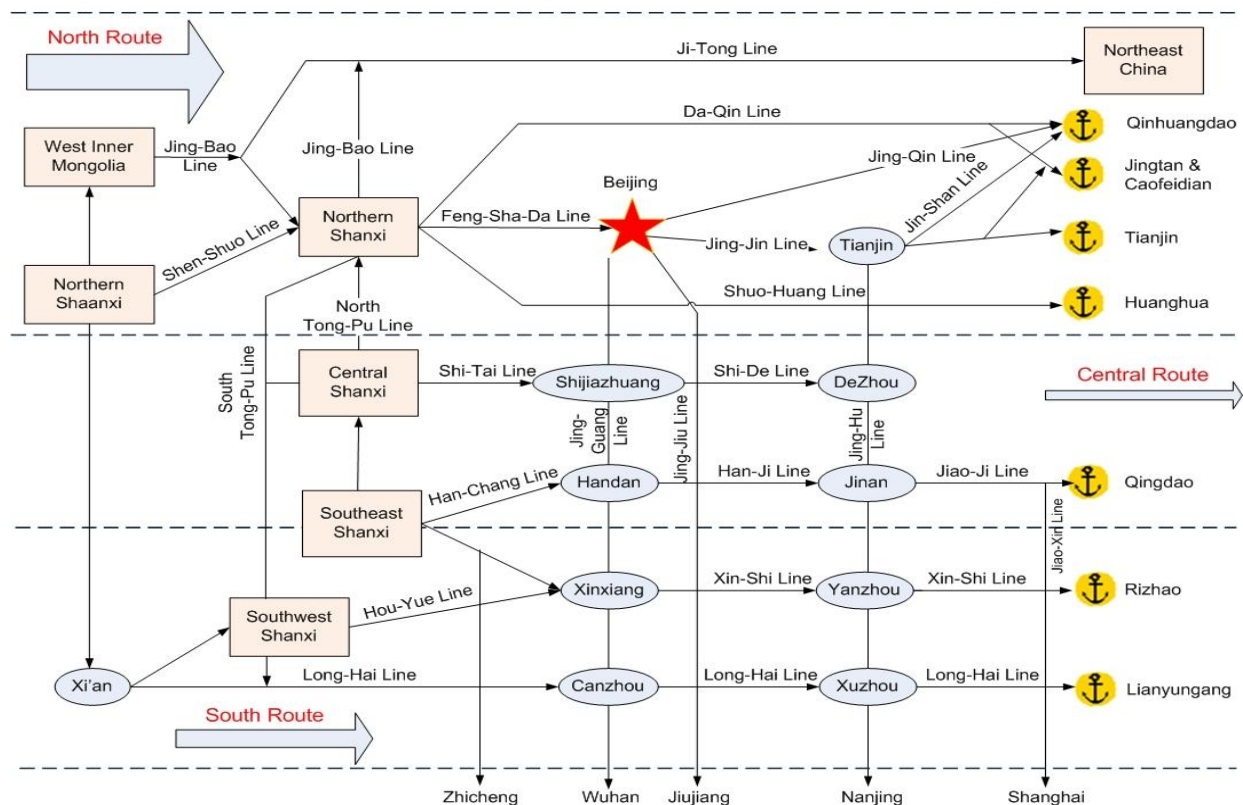 North Route
Ji-Tong Line
Northeast
China
Da-Qin Line
Qinhuangdao
West Inner
Mongolia
Jing-Bao
Line
Jing-Bao Line
Jing-Qin Line
Jingtan &
Caofeidian
Beijing
Jin-Shan Line
Northern
Shanxi
Feng-Sha-Da Line
Jing-Jin Line
Tianjin
Tianjin
Shen-Shuo Line
Northern
Shaanxi
Shuo-Huang Line
Huanghua
North
Tong-Pu Line
South
Tong-Pu Line
Central
Shanxi
Shi-Tai Line
Shijiazhuang
Shi-De Line
DeZhou
Central Route
Jing-
Guang
Line
Jing-Jiu Line
Jing-Hu
Line
Han-Chang Line
Handan
Han-Ji Line
Jinan
Jiao-Ji Line
Qingdao
Southeast
Shanxi
Jiao-Xin Line
Hou-Yue Line
Xinxiang
Xin-Shi Line
Yanzhou
Xin-Shi Line
Rizhao
Southwest
Shanxi
Xi'an
Long-Hai Line
Canzhou
Long-Hai Line
Xuzhou
Long-Hai Line
Lianyungang
South Route
Zhicheng
Wuhan
Jiujiang
Nanjing
Shanghai